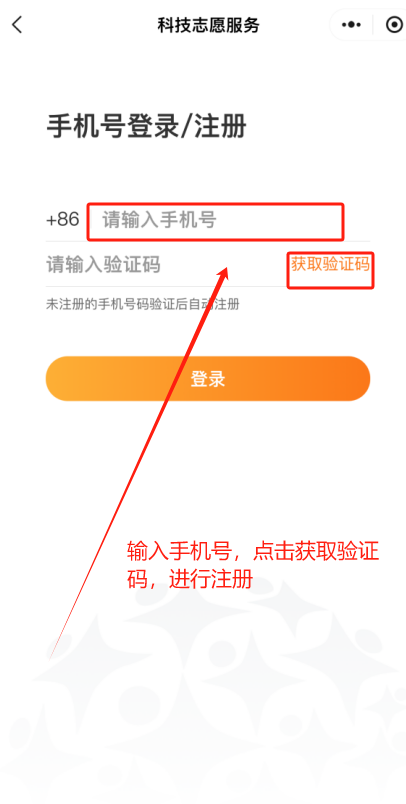 科技志愿服务
手机号登录/注册
+86 请输入手机号
请输入验证码 获取验证码
未注册的手机号码验证后自动注册
登录
输入手机号，点击获取验证
码，进行注册